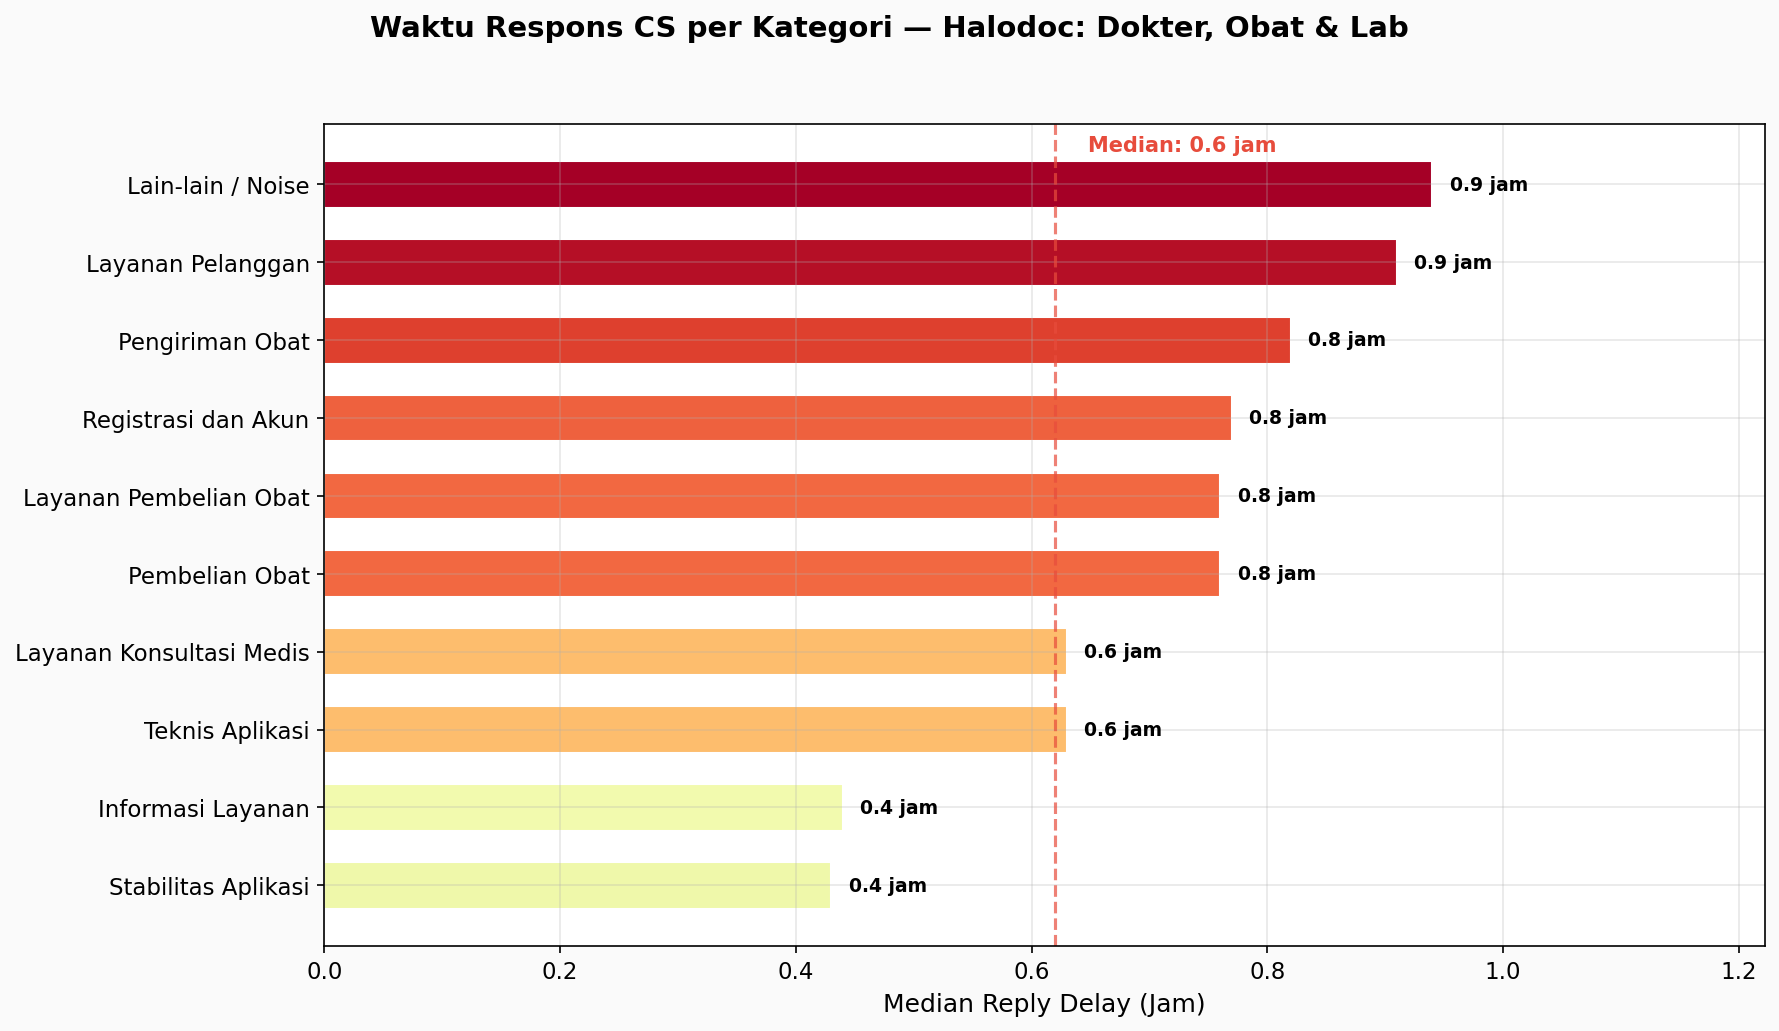 Waktu Respons CS per Kategori — Halodoc: Dokter, Obat & Lab
Median: 0.6 jam
Lain-lain / Noise 0.9 jam
Layanan Pelanggan 0.9 jam
Pengiriman Obat 0.8 jam
Registrasi dan Akun 0.8 jam
Layanan Pembelian Obat 0.8 jam
Pembelian Obat 0.8 jam
Layanan Konsultasi Medis 0.6 jam
Teknis Aplikasi 0.6 jam
Informasi Layanan 0.4 jam
Stabilitas Aplikasi 0.4 jam
0.0 0.2 0.4 0.6 0.8 1.0 1.2
Median Reply Delay (Jam)